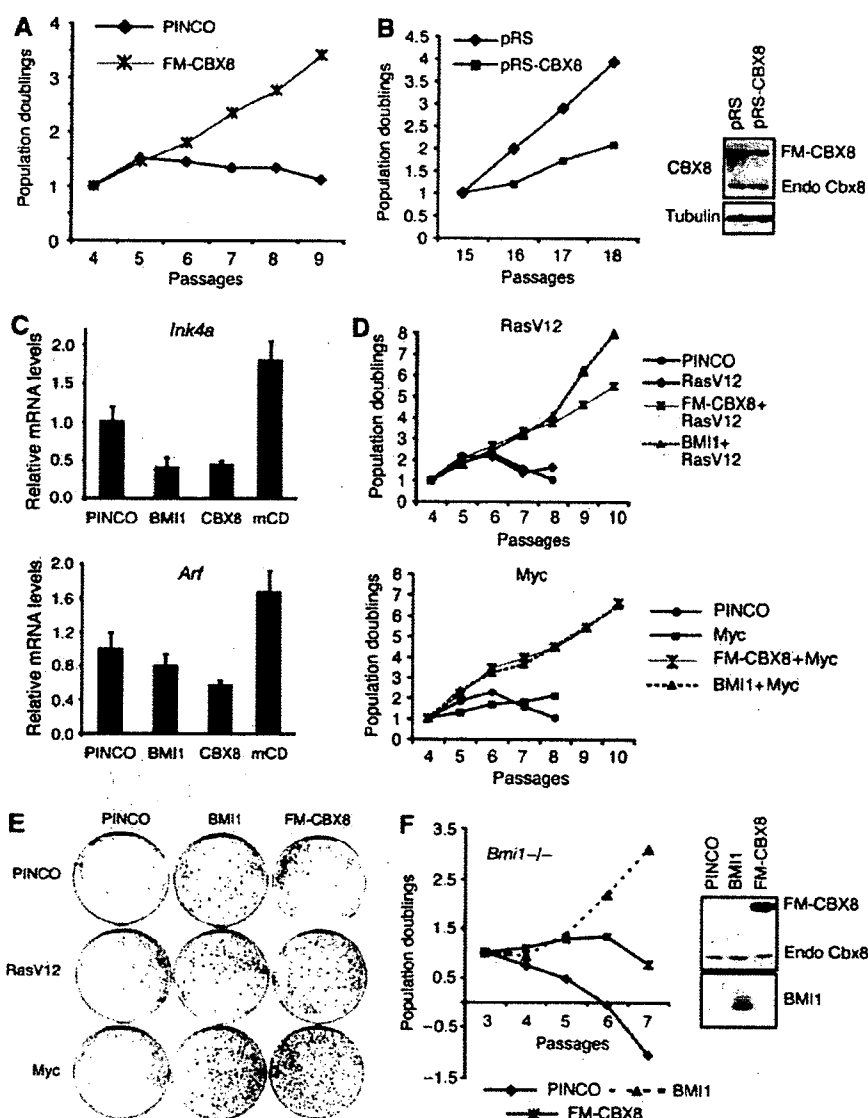 A
PINCO
FM-CBX8
Population doublings
4
3
2
1
0
4 5 6 7 8 9
Passages
B
pRS
pRS-CBX8
Population doublings
4.5
4
3.5
3
2.5
2
1.5
1
0.5
0
15 16 17 18
Passages
pRS
pRS-CBX8
CBX8
FM-CBX8
Endo Cbx8
Tubulin
C
Ink4a
Relative mRNA levels
2.0
1.5
1.0
0.5
0.0
PINCO BMI1 CBX8 mCD
Arf
Relative mRNA levels
2.0
1.6
1.2
0.8
0.4
0.0
PINCO BMI1 CBX8 mCD
D
RasV12
Population doublings
8
7
6
5
4
3
2
1
0
4 5 6 7 8 9 10
Passages
PINCO
RasV12
FM-CBX8+
RasV12
BMI1+
RasV12
Myc
Population doublings
8
7
6
5
4
3
2
1
0
4 5 6 7 8 9 10
Passages
PINCO
Myc
FM-CBX8+Myc
BMI1+Myc
E
PINCO BMI1 FM-CBX8
PINCO
RasV12
Myc
F
Bmi1–/–
Population doublings
3.5
2.5
1.5
0.5
–0.5
–1.5
3 4 5 6 7
Passages
PINCO
BMI1
FM-CBX8
PINCO
BMI1
FM-CBX8
FM-CBX8
Endo Cbx8
BMI1